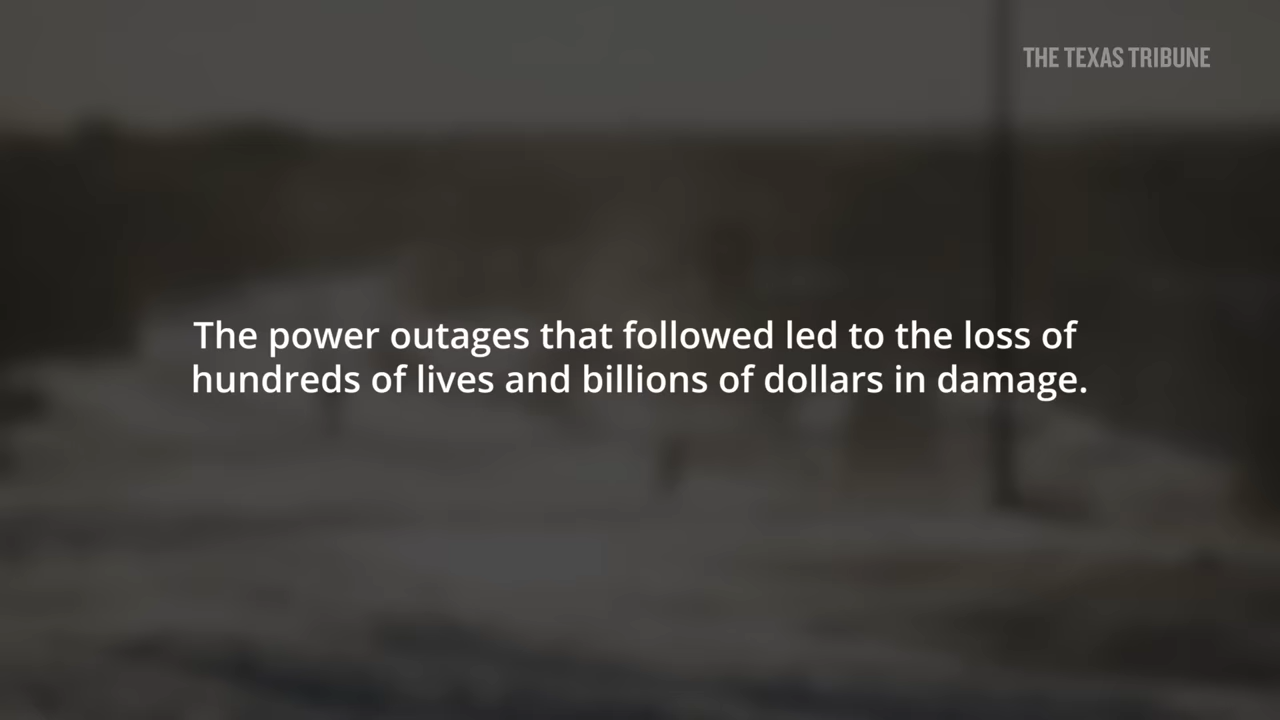 THE TEXAS TRIBUNE
The power outages that followed led to the loss of
hundreds of lives and billions of dollars in damage.